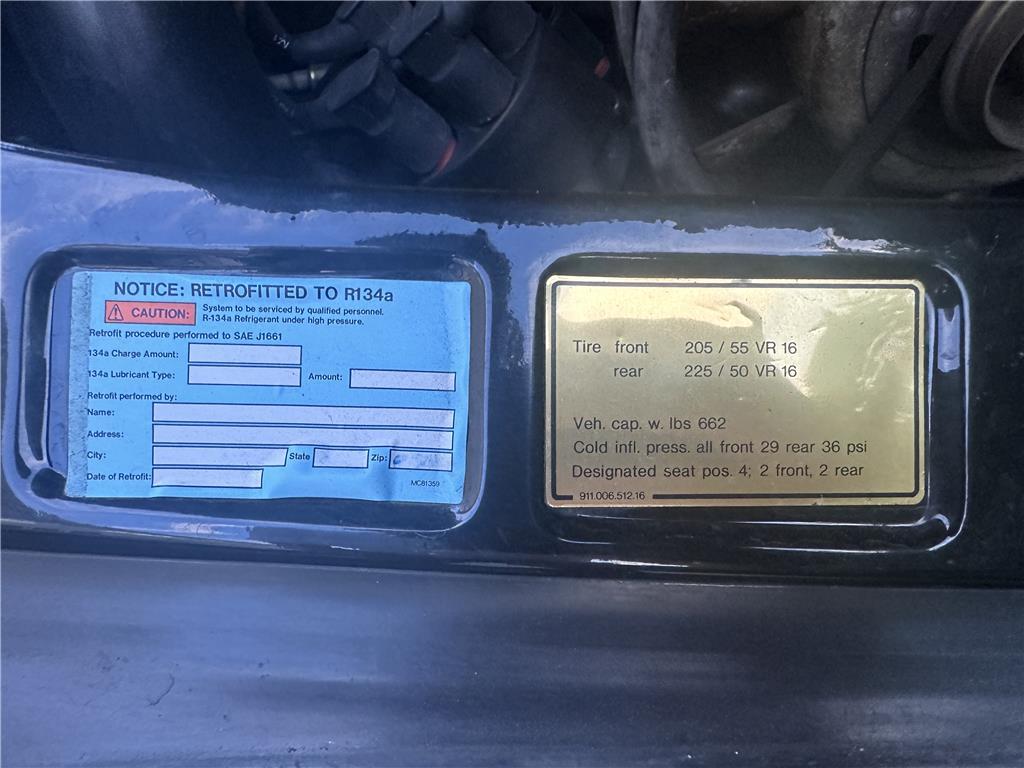 NOTICE: RETROFITTED TO R134a
CAUTION:
System to be serviced by qualified personnel.
R-134a Refrigerant under high pressure.
Retrofit procedure performed to SAE J1661
134a Charge Amount:
134a Lubricant Type:
Amount:
Retrofit performed by:
Name:
Address:
City:
State
Zip:
Date of Retrofit:
MC81359
Tire front 205 / 55 VR 16
rear 225 / 50 VR 16
Veh. cap. w. lbs 662
Cold infl. press. all front 29 rear 36 psi
Designated seat pos. 4; 2 front, 2 rear
911.006.512.16